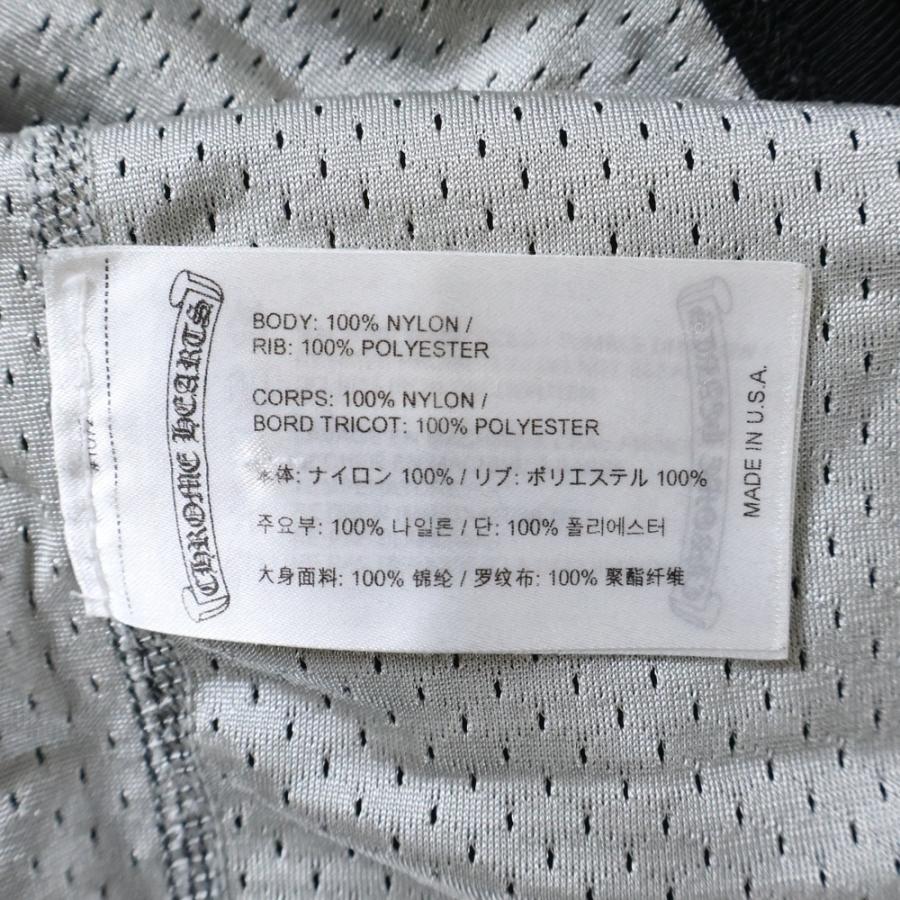 CHROME HEARTS
BODY: 100% NYLON /
RIB: 100% POLYESTER
CORPS: 100% NYLON /
BORD TRICOT: 100% POLYESTER
本体: ナイロン 100% / リブ: ポリエステル 100%
주요부: 100% 나일론 / 단: 100% 폴리에스터
大身面料: 100% 锦纶 / 罗纹布: 100% 聚酯纤维
MADE IN U.S.A.